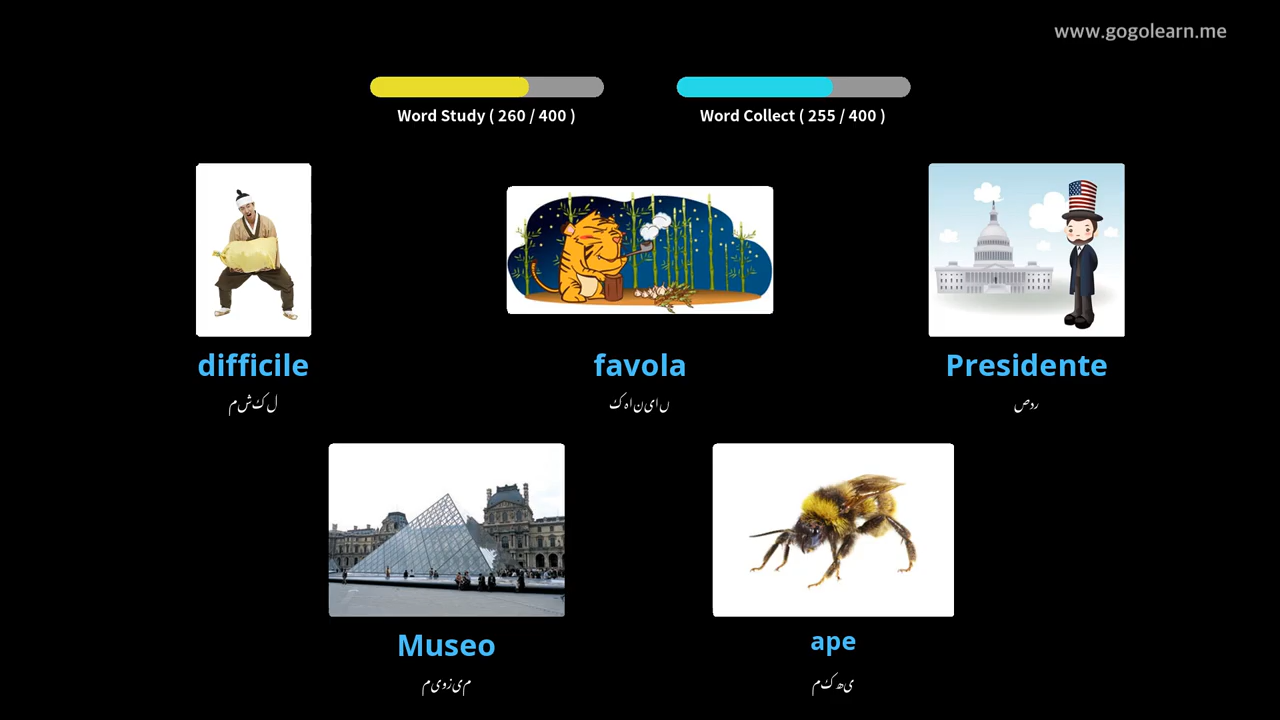 www.gogolearn.me
Word Study ( 260 / 400 )
Word Collect ( 255 / 400 )
difficile
مشکل
favola
کہانیاں
Presidente
صدر
Museo
میوزیم
ape
مکھی